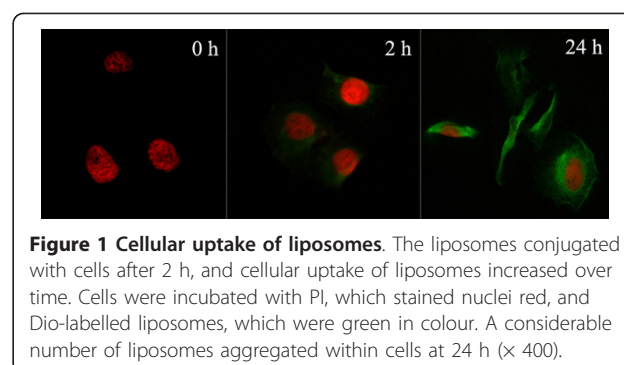 0 h
2 h
24 h
Figure 1 Cellular uptake of liposomes. The liposomes conjugated
with cells after 2 h, and cellular uptake of liposomes increased over
time. Cells were incubated with PI, which stained nuclei red, and
Dio-labelled liposomes, which were green in colour. A considerable
number of liposomes aggregated within cells at 24 h (× 400).